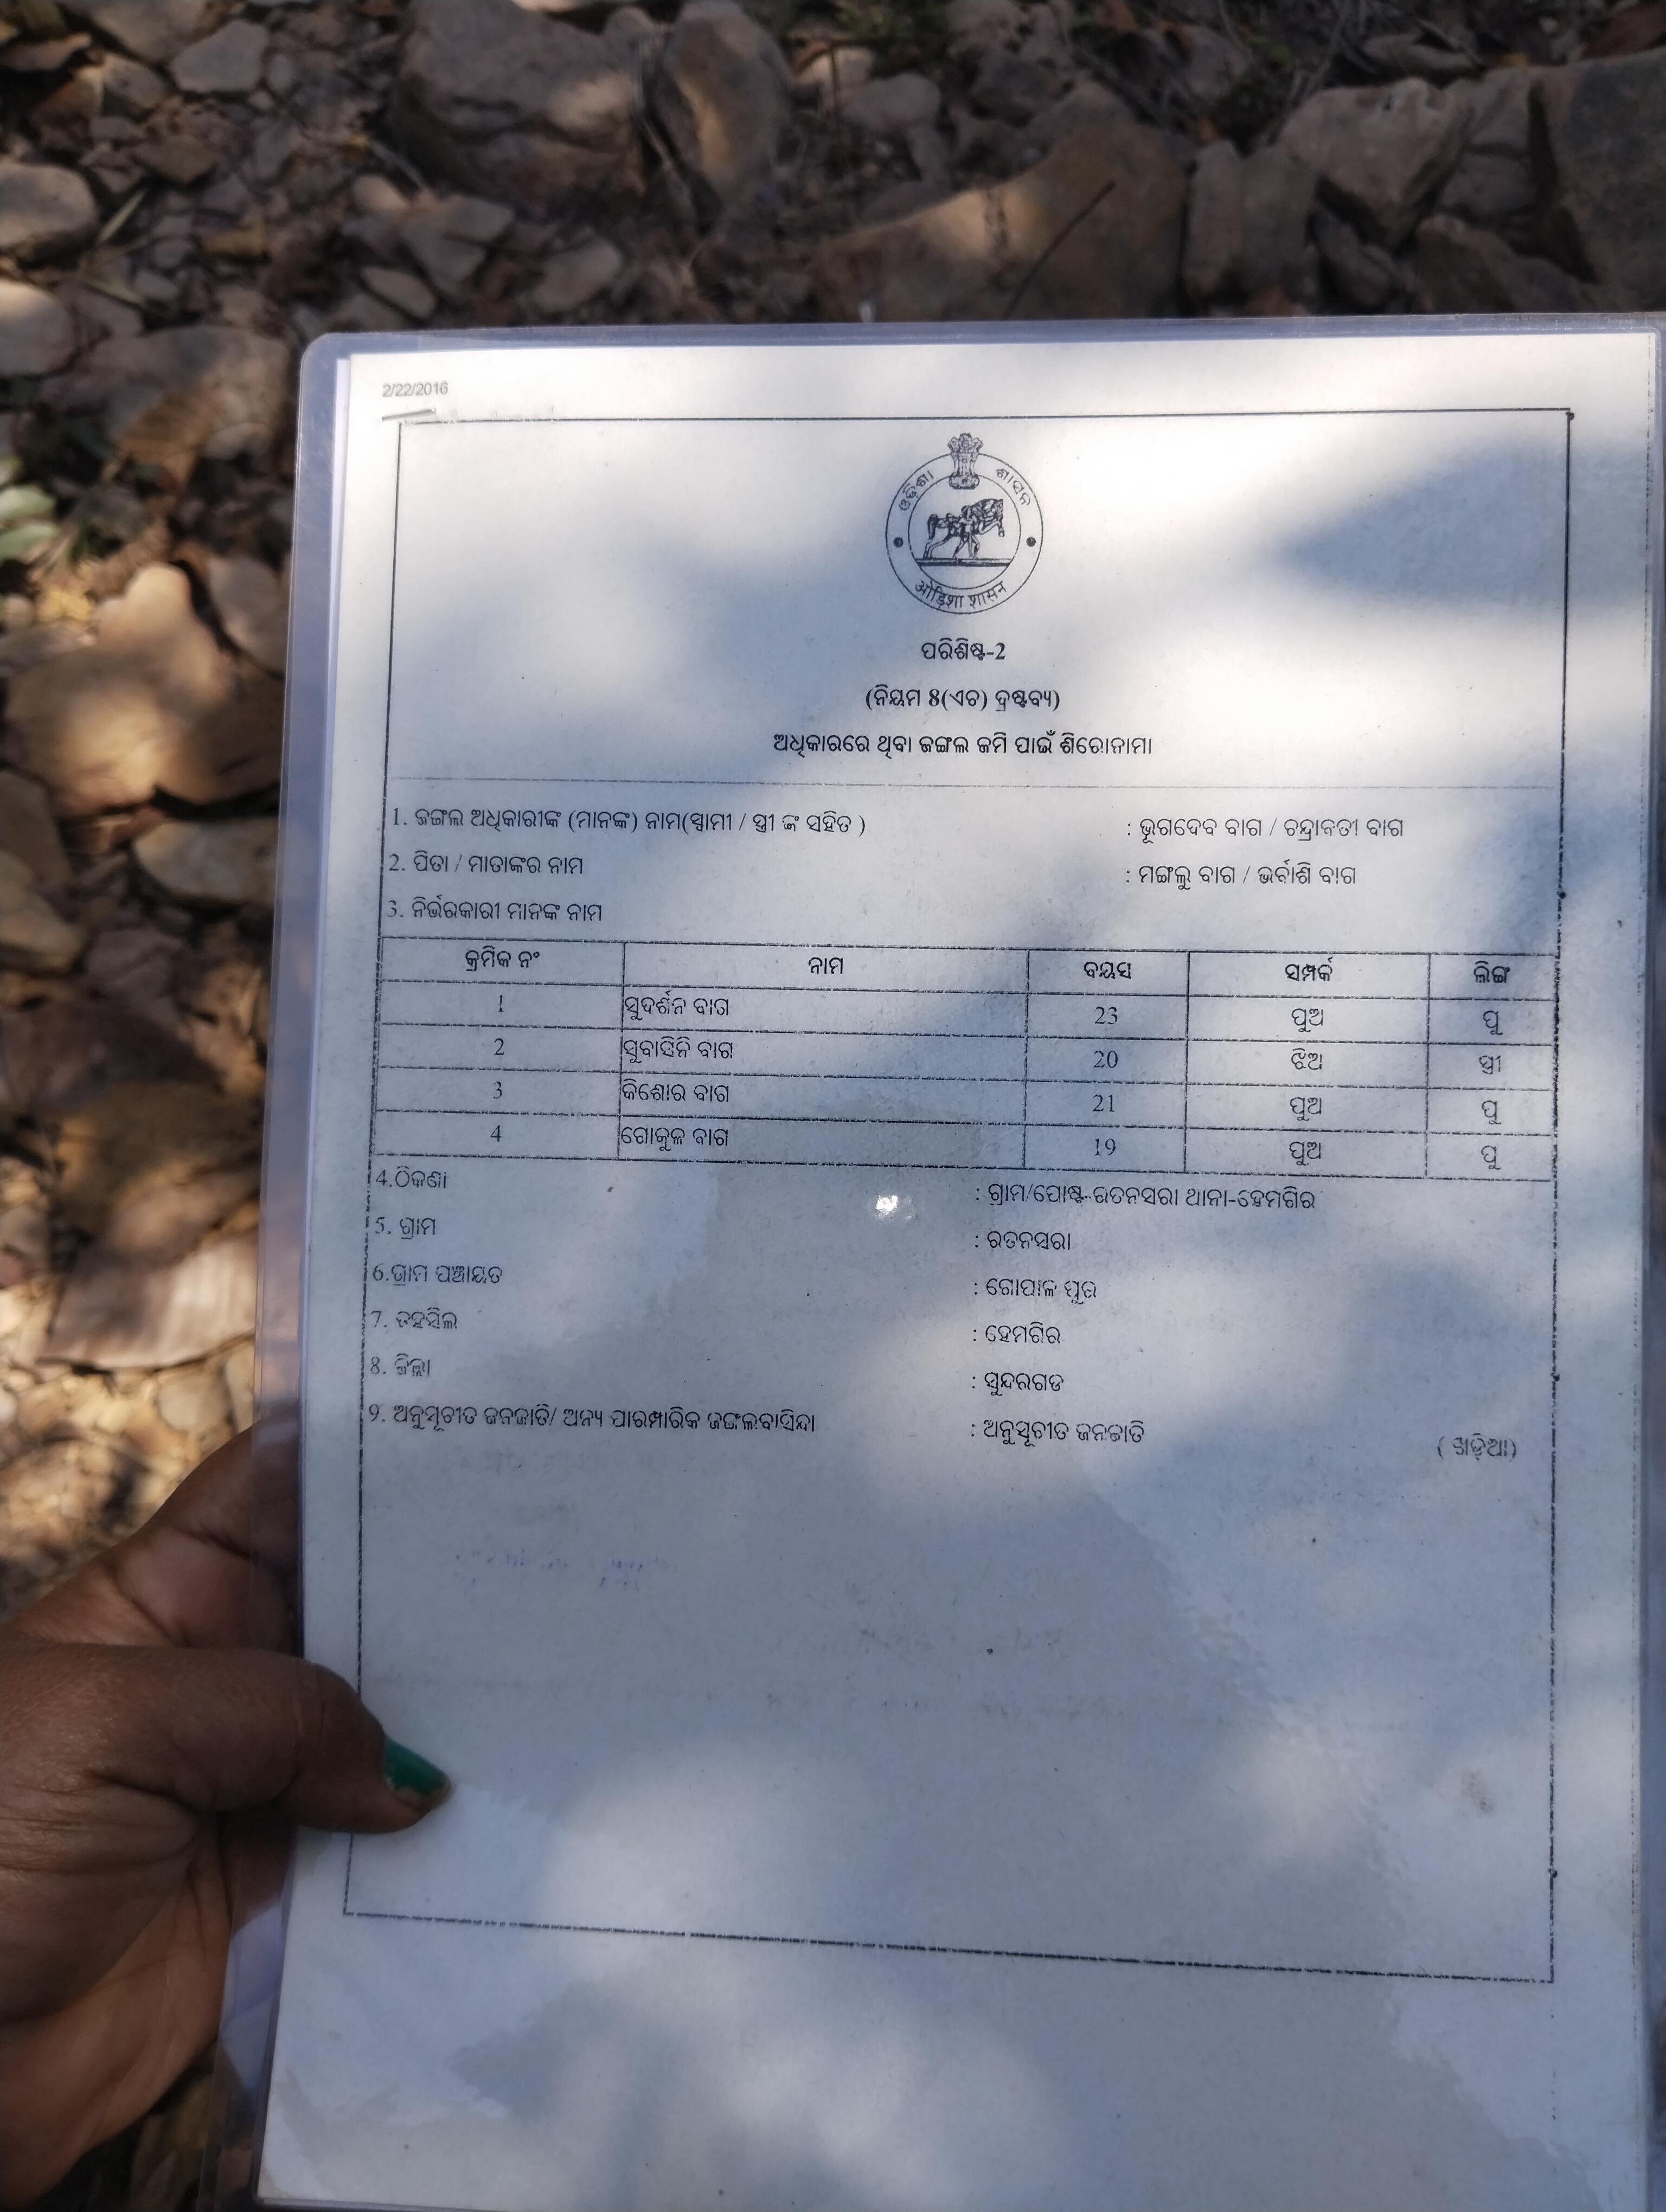 2/22/2016
ଓଡ଼ିଶା ଶାସନ
ओड़िशा शासन
ପରିଶିଷ୍ଟ-2
(ନିୟମ 8(ଏଚ) ଦ୍ରଷ୍ଟବ୍ୟ)
ଅଧିକାରରେ ଥିବା ଜଙ୍ଗଲ ଜମି ପାଇଁ ଶିରୋନାମା
1. ଜଙ୍ଗଲ ଅଧିକାରୀଙ୍କ (ମାନଙ୍କ) ନାମ(ସ୍ୱାମୀ / ସ୍ତ୍ରୀ ଙ୍କ ସହିତ ) : ଭୂଗଦେବ ବାଗ / ଚନ୍ଦ୍ରାବତୀ ବାଗ
2. ପିତା / ମାତାଙ୍କର ନାମ : ମଙ୍ଗଲୁ ବାଗ / ଭର୍ବାଶି ବାଗ
3. ନିର୍ଭରକାରୀ ମାନଙ୍କ ନାମ
କ୍ରମିକ ନଂ ନାମ ବୟସ ସମ୍ପର୍କ ଲିଙ୍ଗ
1 ସୁଦର୍ଶନ ବାଗ 23 ପୁଅ ପୁ
2 ସୁବାସିନି ବାଗ 20 ଝିଅ ସ୍ତ୍ରୀ
3 କିଶୋର ବାଗ 21 ପୁଅ ପୁ
4 ଗୋକୁଳ ବାଗ 19 ପୁଅ ପୁ
4.ଠିକଣା : ଗ୍ରାମ/ପୋଷ୍ଟ-ରତନସରା ଥାନା-ହେମଗିର
5. ଗ୍ରାମ : ରତନସରା
6.ଗ୍ରାମ ପଞ୍ଚାୟତ : ଗୋପାଳ ପୁର
7. ତହସିଲ : ହେମଗିର
8. ଜିଲ୍ଲା : ସୁନ୍ଦରଗଡ
9. ଅନୁସୂଚୀତ ଜନଜାତି/ ଅନ୍ୟ ପାରମ୍ପାରିକ ଜଙ୍ଗଲବାସିନ୍ଦା : ଅନୁସୂଚୀତ ଜନଜାତି ( ଖଡ଼ିଆ)